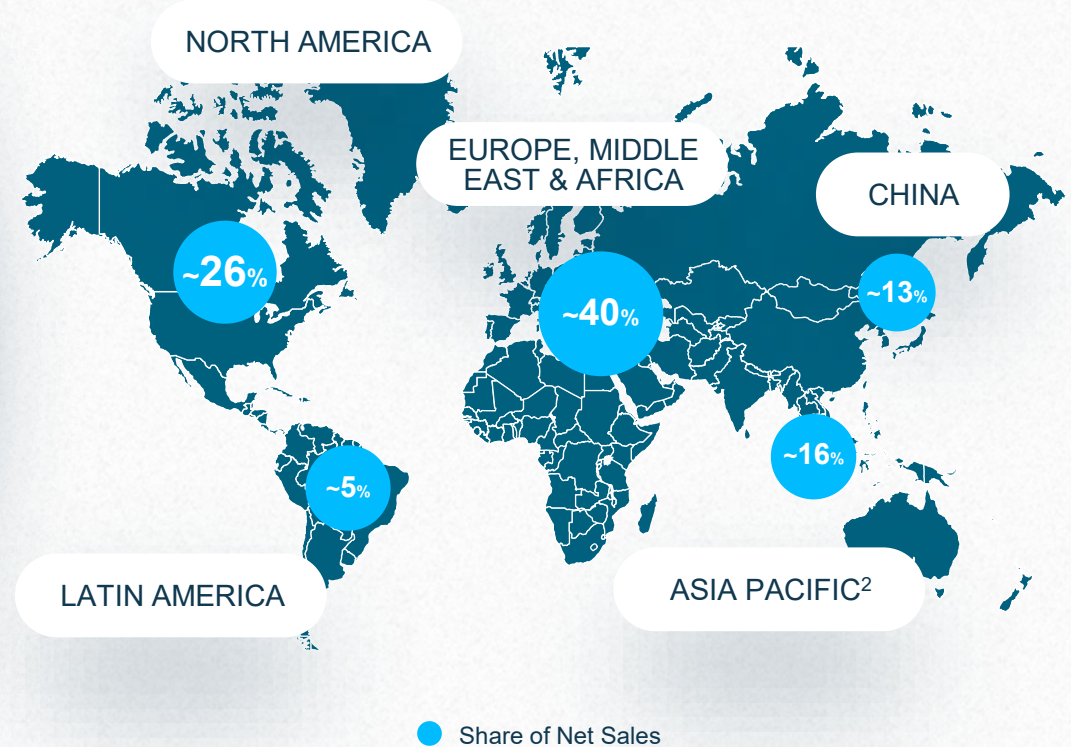 NORTH AMERICA
EUROPE, MIDDLE
EAST & AFRICA
CHINA
~26%
~40%
~13%
~16%
~5%
LATIN AMERICA
ASIA PACIFIC²
Share of Net Sales